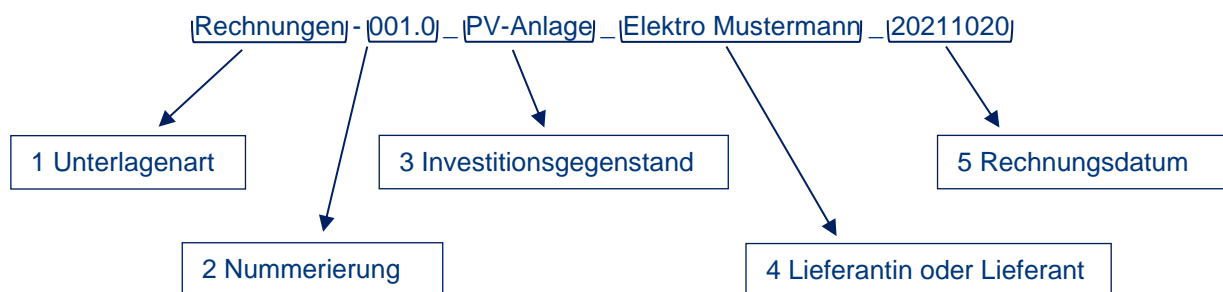 Rechnungen - 001.0 _ PV-Anlage _ Elektro Mustermann _ 20211020
1 Unterlagenart
3 Investitionsgegenstand
5 Rechnungsdatum
2 Nummerierung
4 Lieferantin oder Lieferant